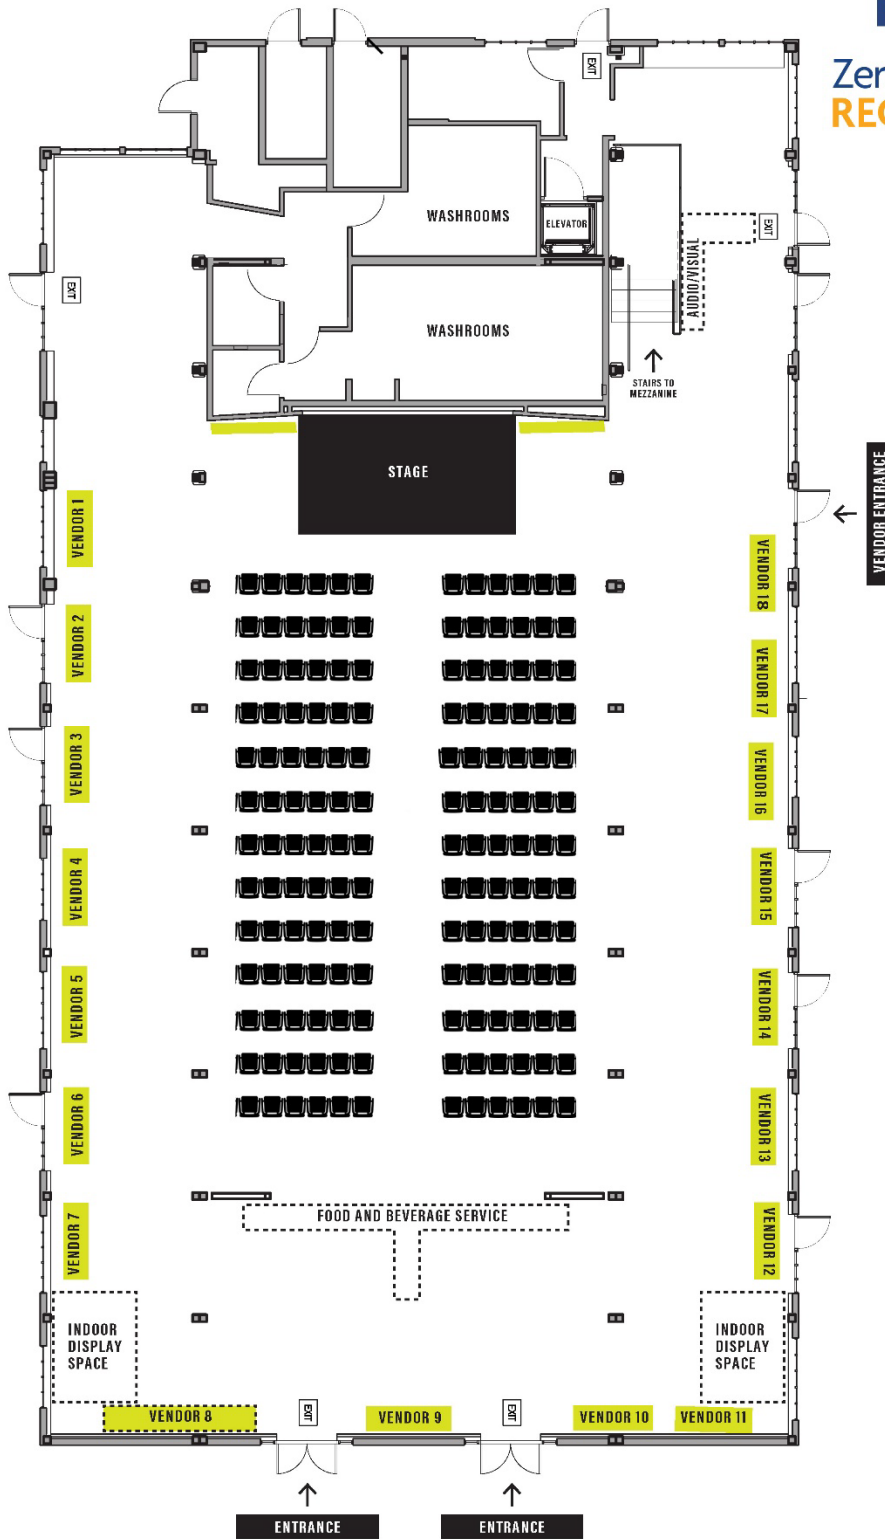 Zer
REC
EXIT
WASHROOMS
ELEVATOR
EXIT
AUDIO/VISUAL
EXIT
WASHROOMS
STAIRS TO
MEZZANINE
STAGE
VENDOR ENTRANCE
VENDOR 1
VENDOR 18
VENDOR 2
VENDOR 17
VENDOR 3
VENDOR 16
VENDOR 4
VENDOR 15
VENDOR 5
VENDOR 14
VENDOR 6
VENDOR 13
VENDOR 7
FOOD AND BEVERAGE SERVICE
VENDOR 12
INDOOR
DISPLAY
SPACE
INDOOR
DISPLAY
SPACE
VENDOR 8
EXIT
VENDOR 9
EXIT
VENDOR 10
VENDOR 11
ENTRANCE
ENTRANCE